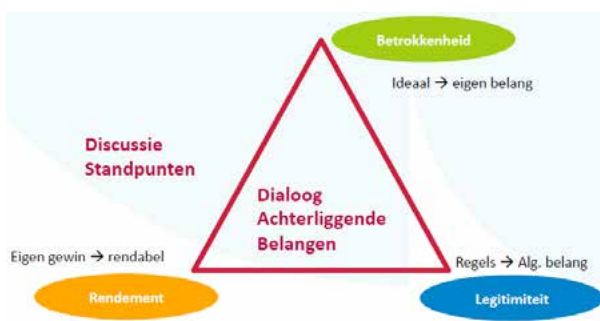 Betrokkenheid
Ideaal → eigen belang
Discussie
Standpunten
Dialoog
Achterliggende
Belangen
Eigen gewin → rendabel
Regels → Alg. belang
Rendement
Legitimiteit